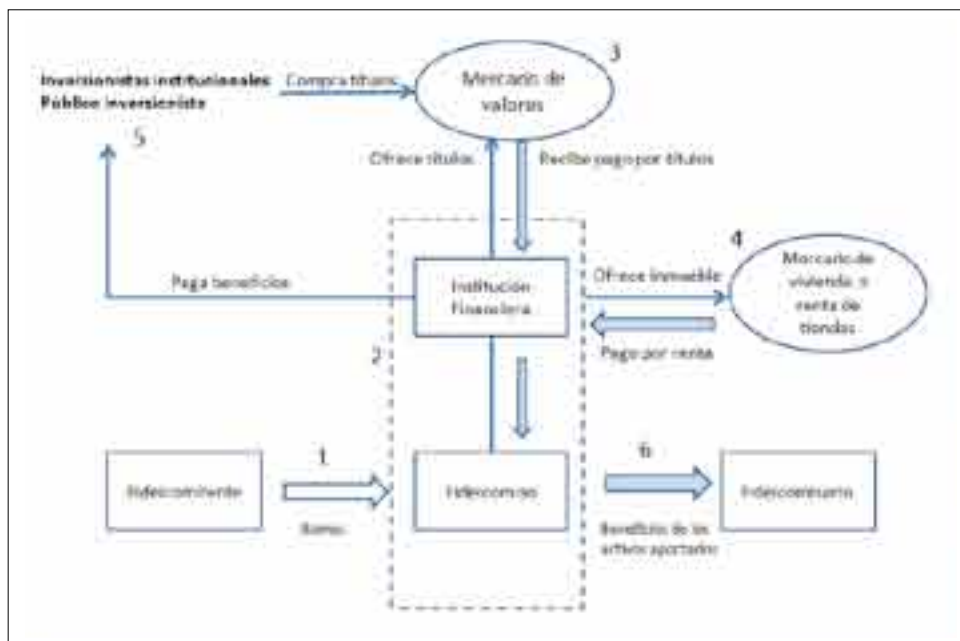 3
Inversionistas institucionales
Público inversionista
Compra títulos
Mercado de
valores
5
Ofrece títulos
Recibe pago por títulos
4
Paga beneficios
Institución
Financiera
Ofrece inmueble
Mercado de
vivienda o
renta de
tiendas
2
Pago por renta
1
6
Fideicomitente
Fideicomiso
Fideicomisario
Bienes
Beneficios de los
activos aportados